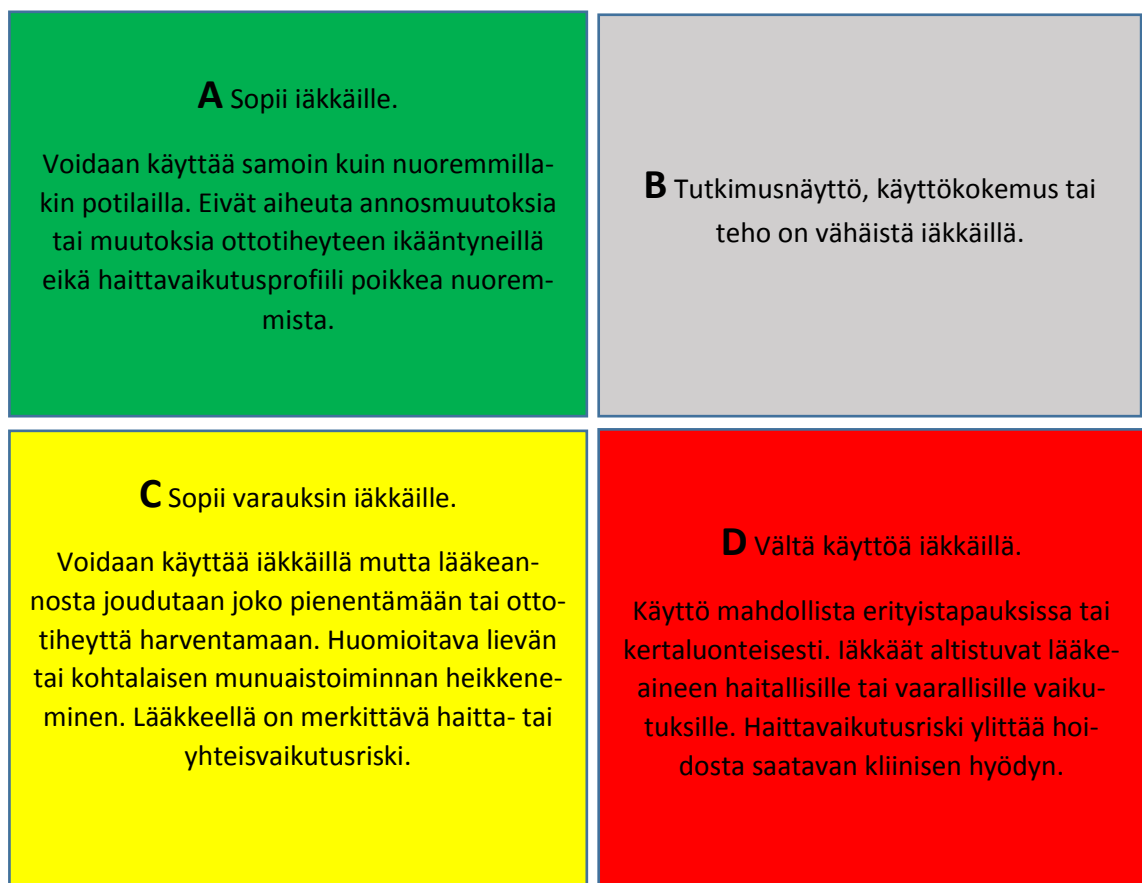 A Sopii iäkkäille.
Voidaan käyttää samoin kuin nuoremmilla-
kin potilailla. Eivät aiheuta annosmuutoksia
tai muutoksia ottotiheyteen ikääntyneillä
eikä haittavaikutusprofiili poikkea nuorem-
mista.
B Tutkimusnäyttö, käyttökokemus tai
teho on vähäistä iäkkäillä.
C Sopii varauksin iäkkäille.
Voidaan käyttää iäkkäillä mutta lääkean-
nosta joudutaan joko pienentämään tai otto-
tiheyttä harventamaan. Huomioitava lievän
tai kohtalaisen munuaistoiminnan heikkene-
minen. Lääkkeellä on merkittävä haitta- tai
yhteisvaikutusriski.
D Vältä käyttöä iäkkäillä.
Käyttö mahdollista erityistapauksissa tai
kertaluonteisesti. Iäkkäät altistuvat lääke-
aineen haitallisille tai vaarallisille vaiku-
tuksille. Haittavaikutusriski ylittää hoi-
dosta saatavan kliinisen hyödyn.